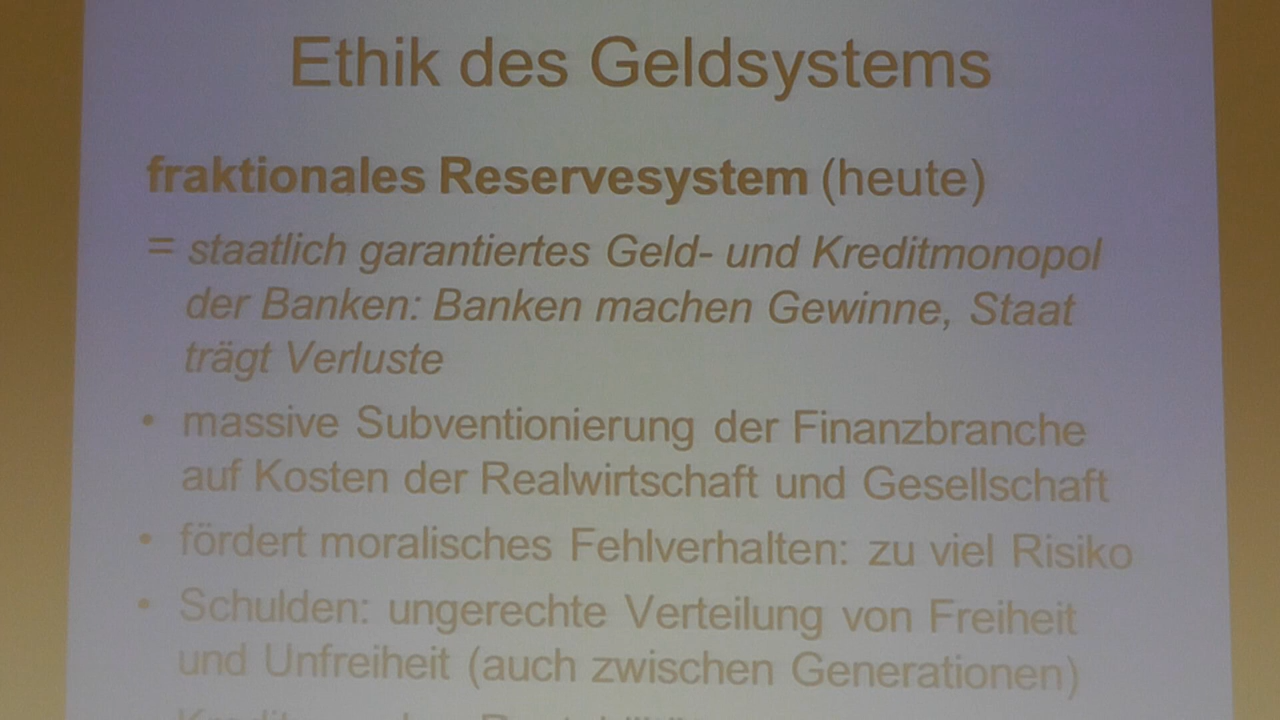 Ethik des Geldsystems
fraktionales Reservesystem (heute)
= staatlich garantiertes Geld- und Kreditmonopol
der Banken: Banken machen Gewinne, Staat
trägt Verluste
• massive Subventionierung der Finanzbranche
auf Kosten der Realwirtschaft und Gesellschaft
• fördert moralisches Fehlverhalten: zu viel Risiko
• Schulden: ungerechte Verteilung von Freiheit
und Unfreiheit (auch zwischen Generationen)